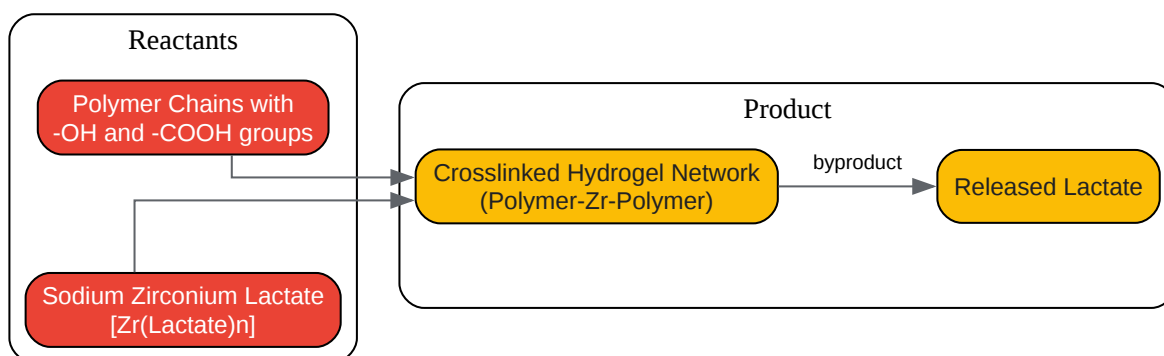 Reactants
Polymer Chains with
-OH and -COOH groups
Sodium Zirconium Lactate
[Zr(Lactate)n]
Product
Crosslinked Hydrogel Network
(Polymer-Zr-Polymer)
byproduct
Released Lactate